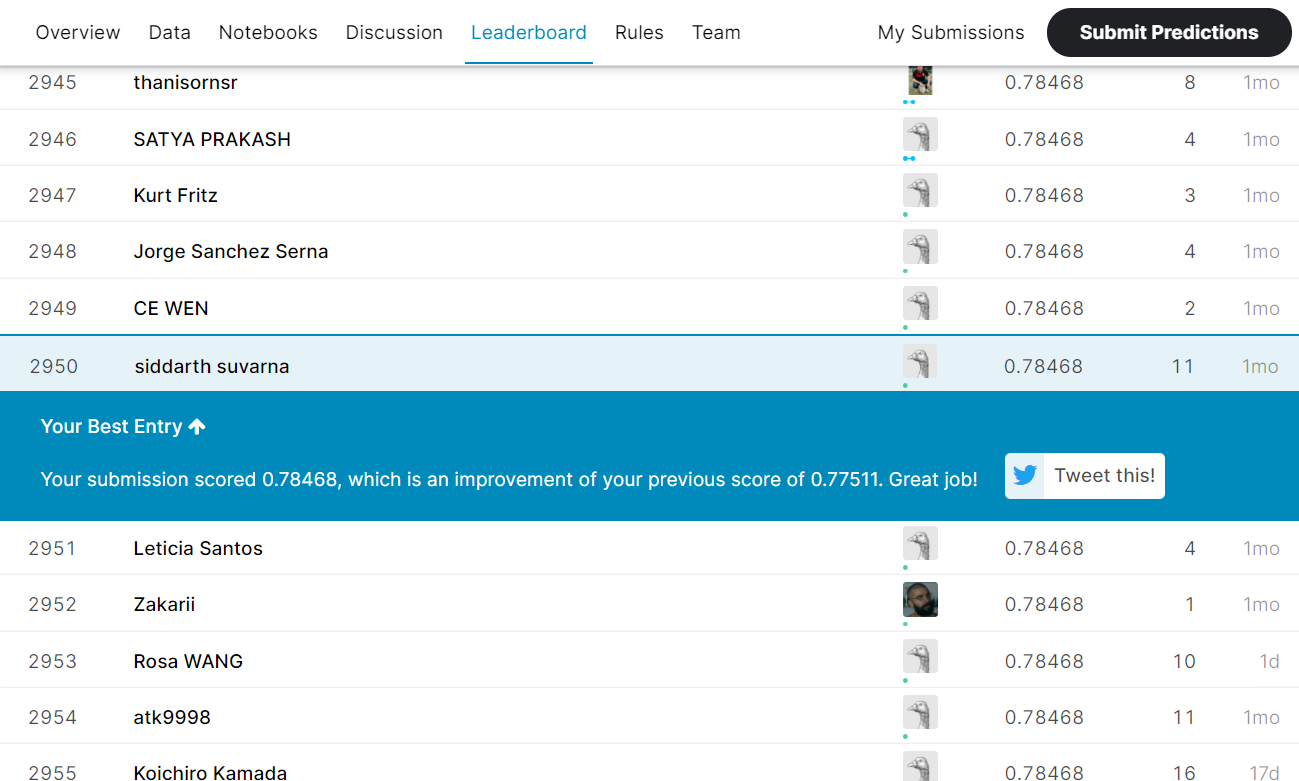 Overview Data Notebooks Discussion Leaderboard Rules Team My Submissions Submit Predictions
2945 thanisornsr 0.78468 8 1mo
2946 SATYA PRAKASH 0.78468 4 1mo
2947 Kurt Fritz 0.78468 3 1mo
2948 Jorge Sanchez Serna 0.78468 4 1mo
2949 CE WEN 0.78468 2 1mo
2950 siddarth suvarna 0.78468 11 1mo
Your Best Entry
Your submission scored 0.78468, which is an improvement of your previous score of 0.77511. Great job! Tweet this!
2951 Leticia Santos 0.78468 4 1mo
2952 Zakarii 0.78468 1 1mo
2953 Rosa WANG 0.78468 10 1d
2954 atk9998 0.78468 11 1mo
2955 Koichiro Kamada 0.78468 16 17d